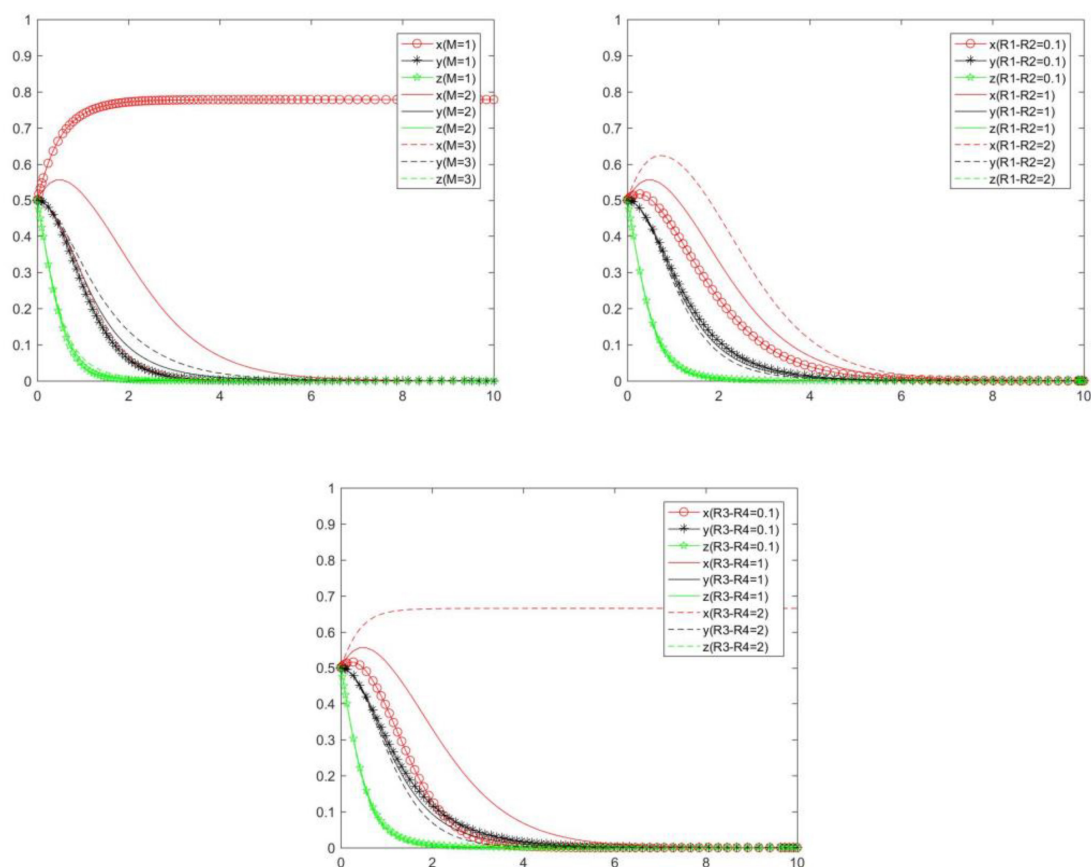 1
0.9
0.8
0.7
0.6
0.5
0.4
0.3
0.2
0.1
0
0 2 4 6 8 10
x(M=1)
y(M=1)
z(M=1)
x(M=2)
y(M=2)
z(M=2)
x(M=3)
y(M=3)
z(M=3)
1
0.9
0.8
0.7
0.6
0.5
0.4
0.3
0.2
0.1
0
0 2 4 6 8 10
x(R1-R2=0.1)
y(R1-R2=0.1)
z(R1-R2=0.1)
x(R1-R2=1)
y(R1-R2=1)
z(R1-R2=1)
x(R1-R2=2)
y(R1-R2=2)
z(R1-R2=2)
1
0.9
0.8
0.7
0.6
0.5
0.4
0.3
0.2
0.1
0
0 2 4 6 8 10
x(R3-R4=0.1)
y(R3-R4=0.1)
z(R3-R4=0.1)
x(R3-R4=1)
y(R3-R4=1)
z(R3-R4=1)
x(R3-R4=2)
y(R3-R4=2)
z(R3-R4=2)